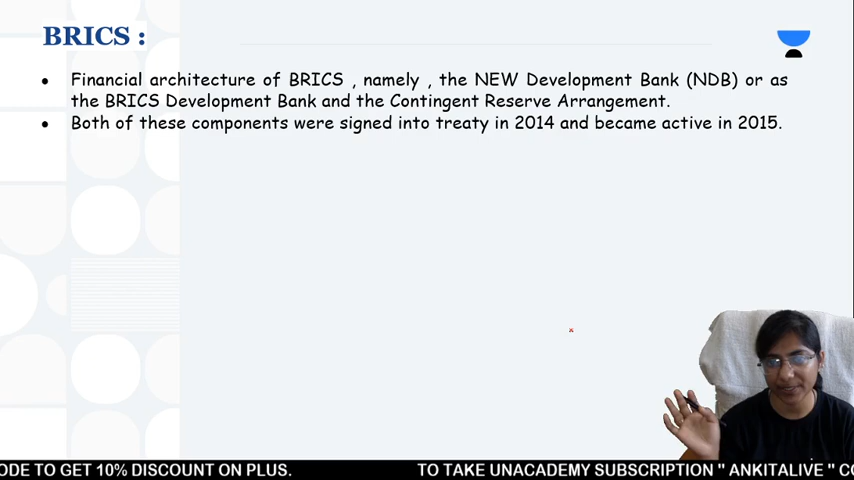 BRICS :
• Financial architecture of BRICS , namely , the NEW Development Bank (NDB) or as
the BRICS Development Bank and the Contingent Reserve Arrangement.
• Both of these components were signed into treaty in 2014 and became active in 2015.
ODE TO GET 10% DISCOUNT ON PLUS. TO TAKE UNACADEMY SUBSCRIPTION " ANKITALIVE " CO